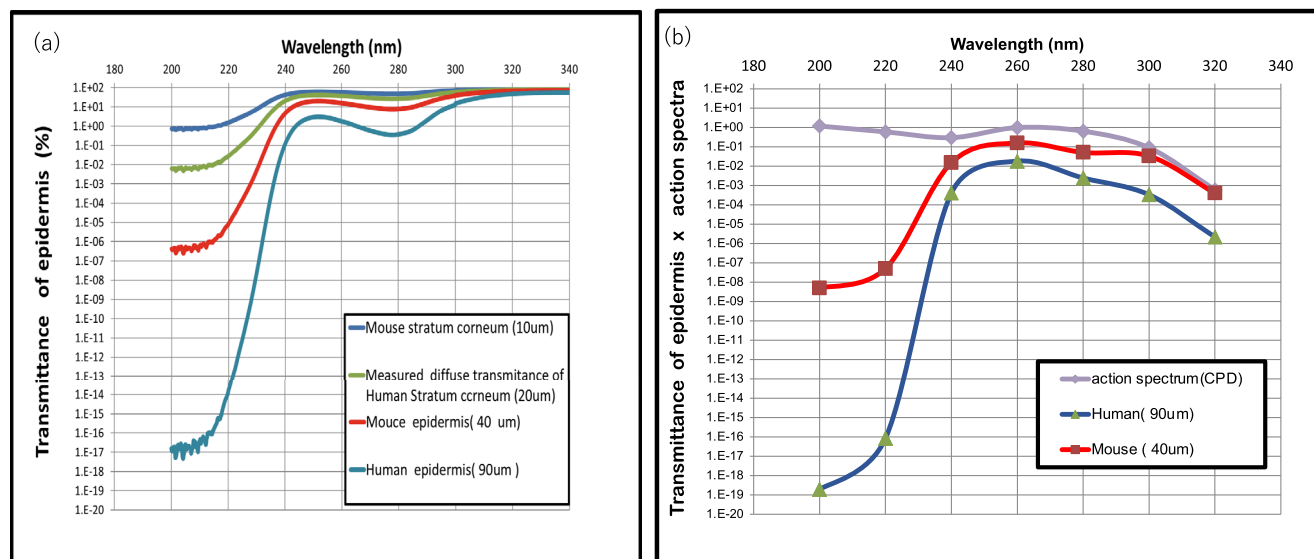 (a)
Wavelength (nm)
180 200 220 240 260 280 300 320 340
Transmittance of epidermis (%)
1.E+02
1.E+01
1.E+00
1.E-01
1.E-02
1.E-03
1.E-04
1.E-05
1.E-06
1.E-07
1.E-08
1.E-09
1.E-10
1.E-11
1.E-12
1.E-13
1.E-14
1.E-15
1.E-16
1.E-17
1.E-18
1.E-19
1.E-20
Mouse stratum corneum (10um)
Measured diffuse transmitance of
Human Stratum ccrneum (20um)
Mouce epidermis( 40 um)
Human epidermis( 90um )
(b)
Wavelength (nm)
180 200 220 240 260 280 300 320 340
Transmittance of epidermis x action spectra
1.E+02
1.E+01
1.E+00
1.E-01
1.E-02
1.E-03
1.E-04
1.E-05
1.E-06
1.E-07
1.E-08
1.E-09
1.E-10
1.E-11
1.E-12
1.E-13
1.E-14
1.E-15
1.E-16
1.E-17
1.E-18
1.E-19
1.E-20
action spectrum(CPD)
Human( 90um)
Mouse ( 40um)